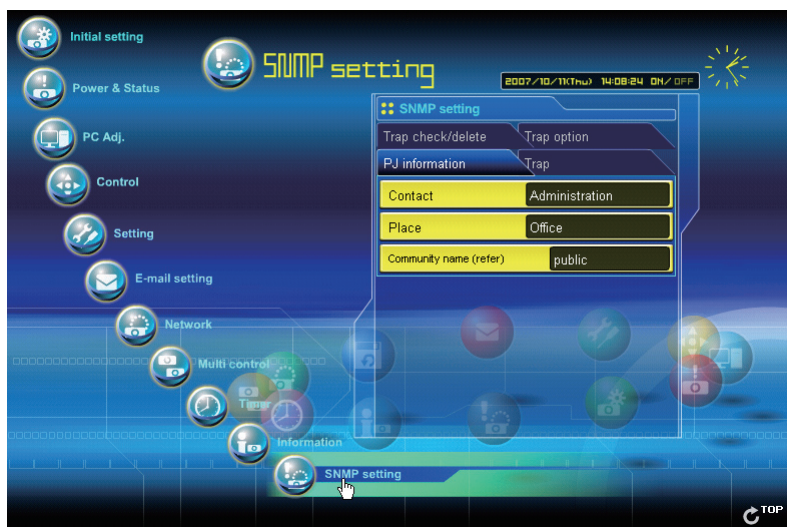 Initial setting
Power & Status
PC Adj.
Control
Setting
E-mail setting
Network
Multi control
Timer
Information
SNMP setting
SNMP setting
2007/10/11(Thu) 14:08:24 ON/OFF
SNMP setting
Trap check/delete Trap option
PJ information Trap
Contact Administration
Place Office
Community name (refer) public
TOP